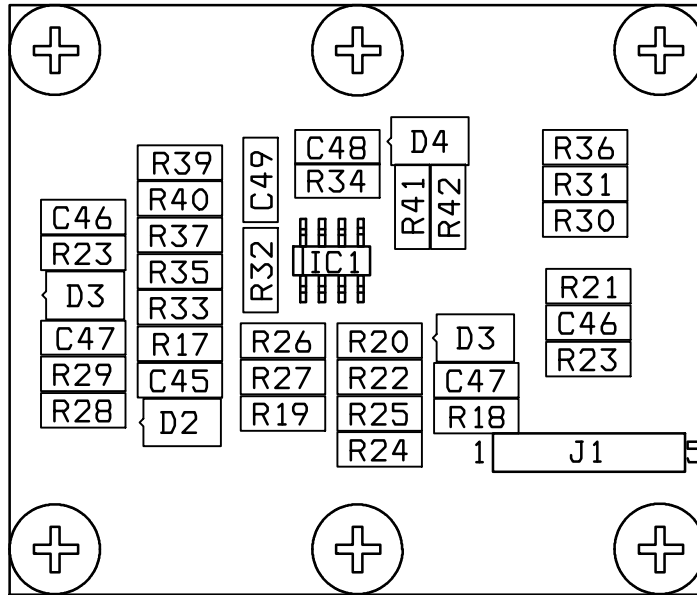 C46
R23
D3
C47
R29
R28
R39
R40
R37
R35
R33
R17
C45
D2
C49
R32
C48
R34
IC1
D4
R41
R42
R26
R27
R19
R20
R22
R25
R24
D3
C47
R18
R36
R31
R30
R21
C46
R23
1 J1 5